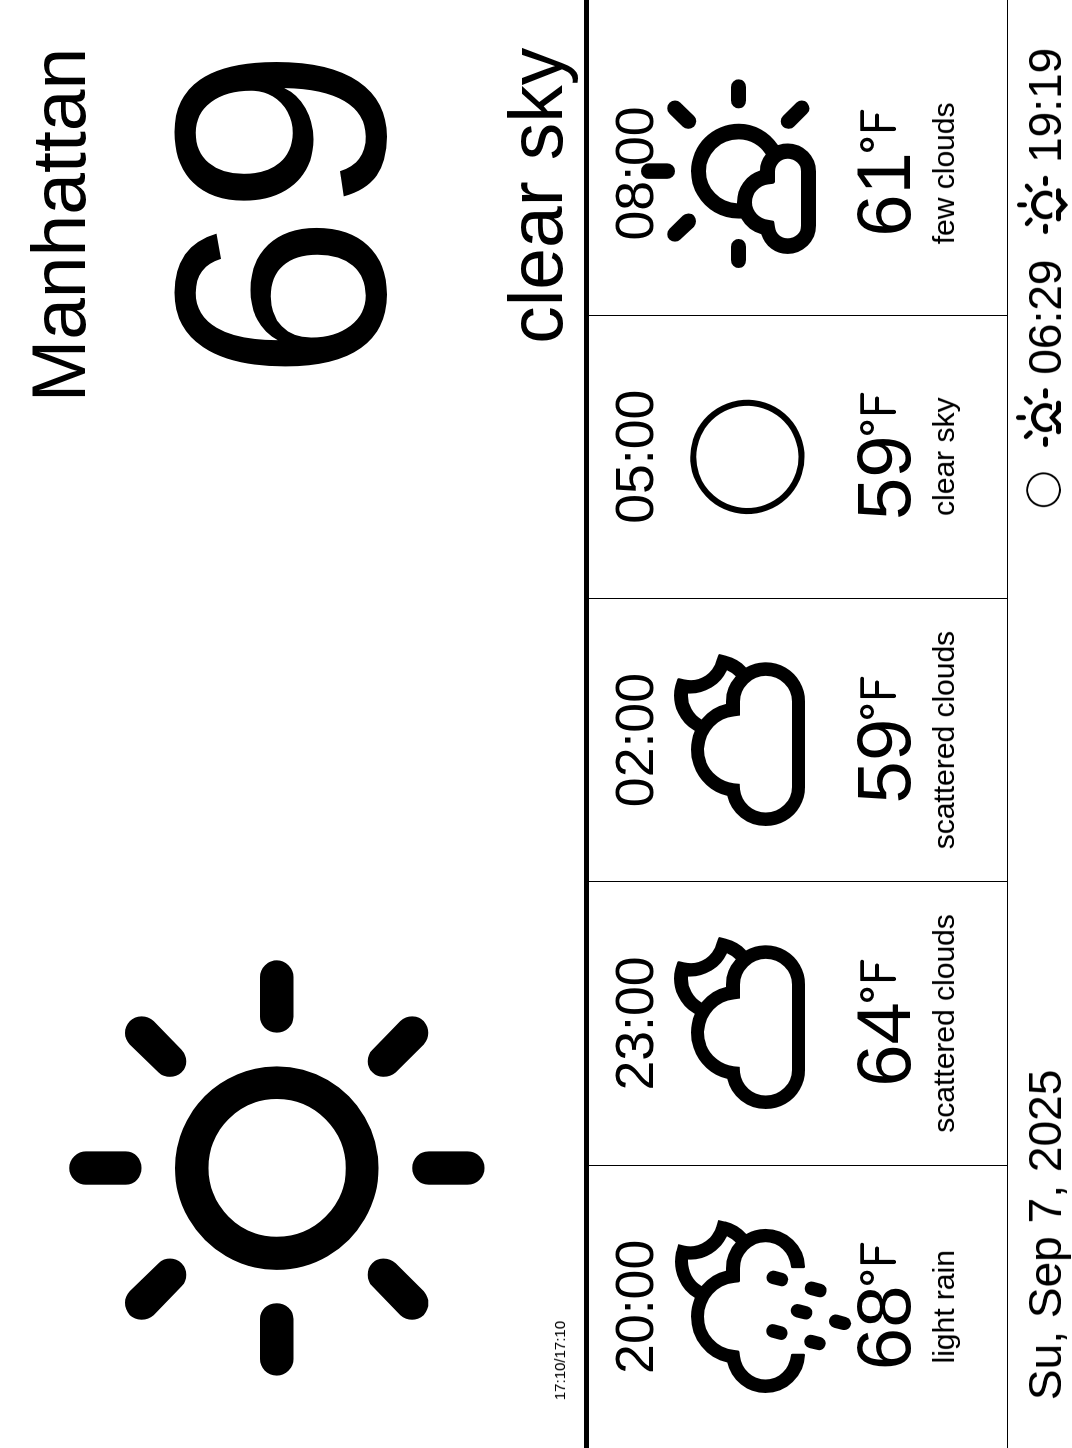 Manhattan
69
clear sky
17:10/17:10
20:00
68°F
light rain
23:00
64°F
scattered clouds
02:00
59°F
scattered clouds
05:00
59°F
clear sky
08:00
61°F
few clouds
Su, Sep 7, 2025
06:29
19:19